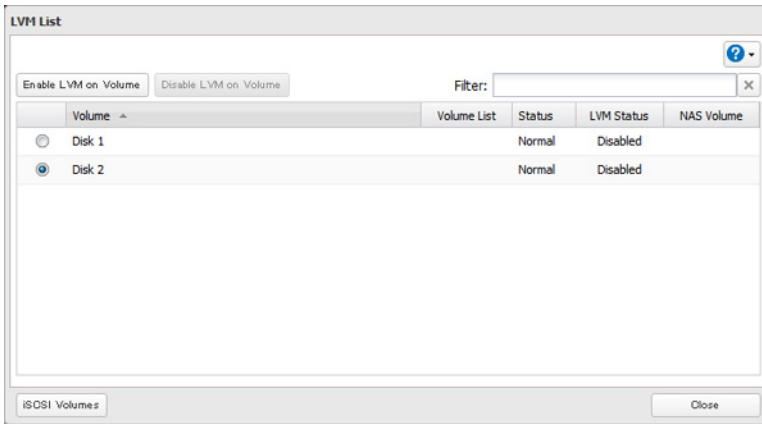 LVM List
?
Enable LVM on Volume Disable LVM on Volume Filter:
Volume Volume List Status LVM Status NAS Volume
Disk 1 Normal Disabled
Disk 2 Normal Disabled
iSCSI Volumes Close